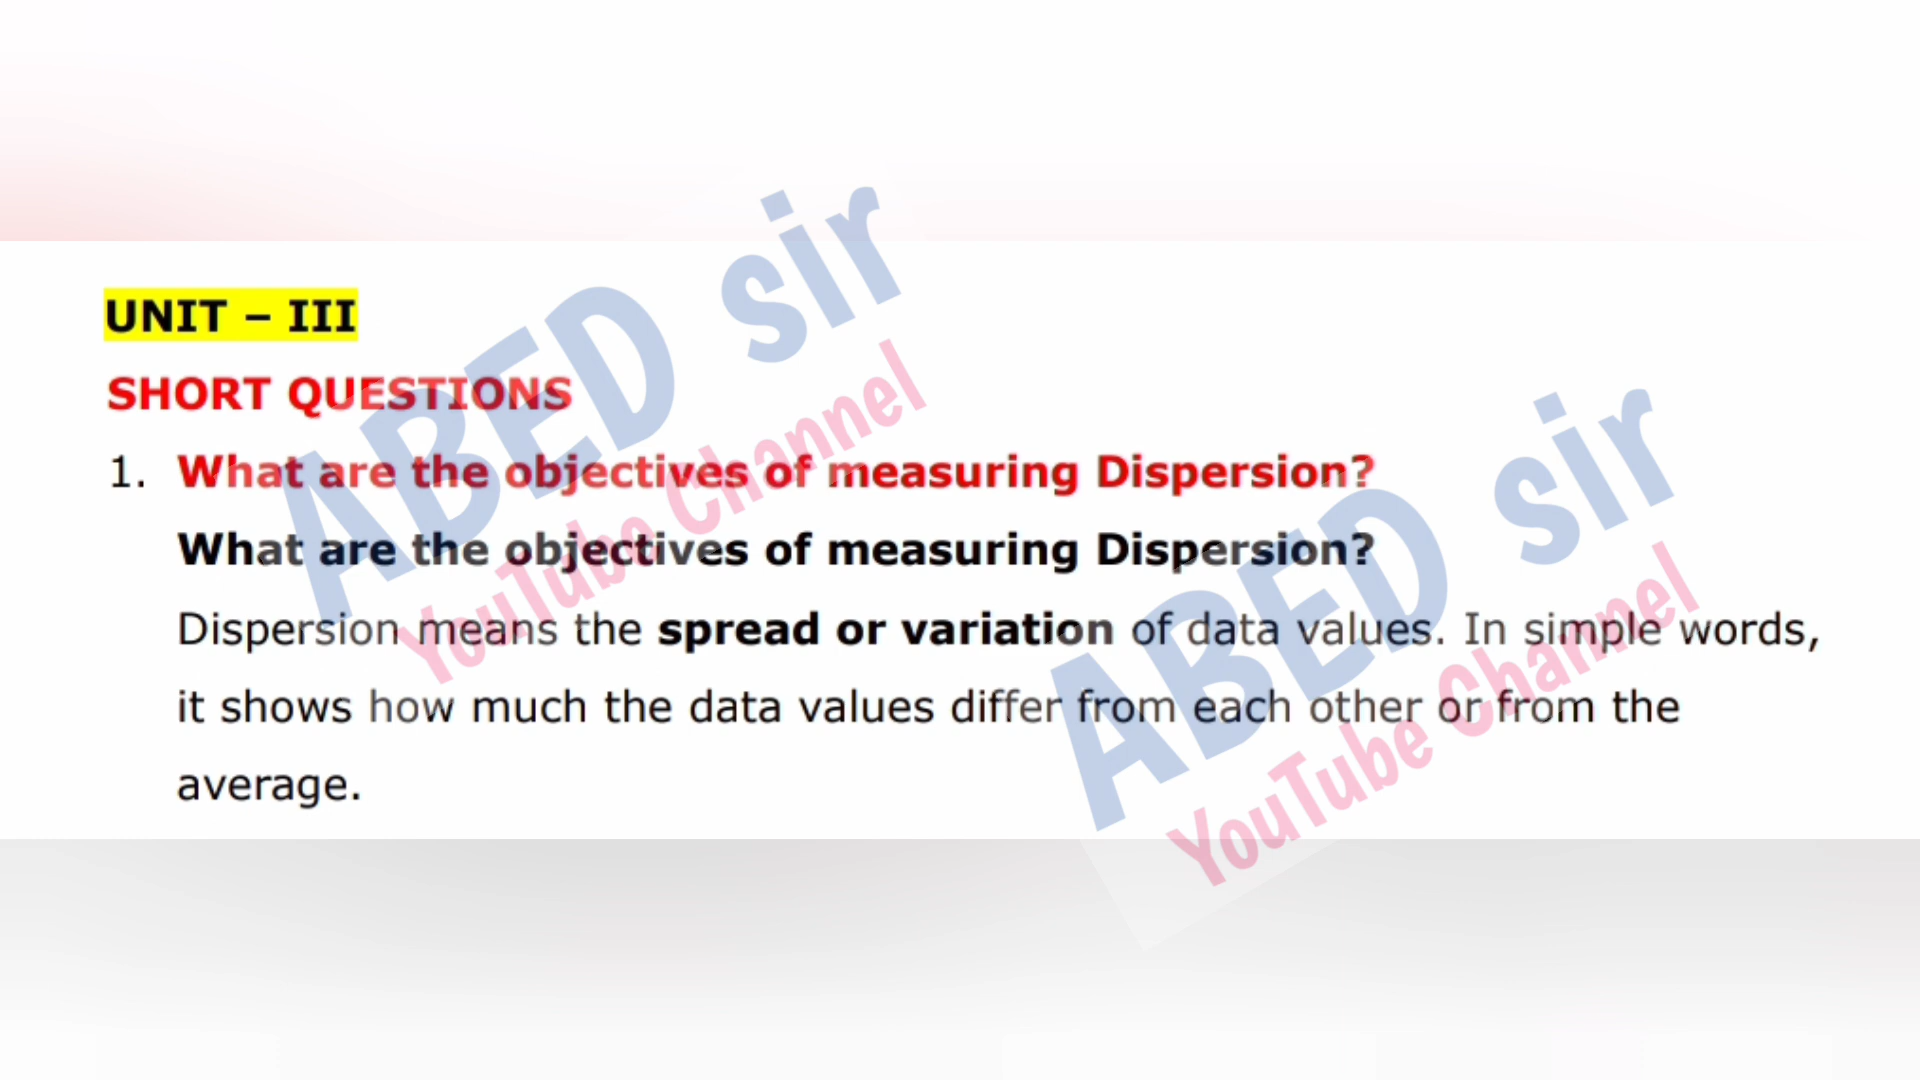 UNIT – III
SHORT QUESTIONS
1. What are the objectives of measuring Dispersion?
What are the objectives of measuring Dispersion?
Dispersion means the spread or variation of data values. In simple words,
it shows how much the data values differ from each other or from the
average.
ABED sir
YouTube Channel
ABED sir
YouTube Channel